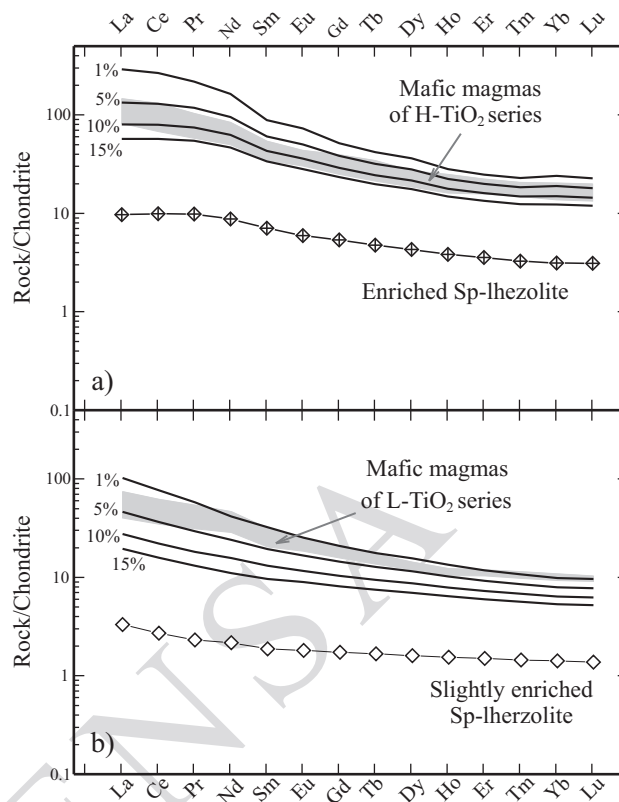 La Ce Pr Nd Sm Eu Gd Tb Dy Ho Er Tm Yb Lu
100
10
1
0.1
Rock/Chondrite
1%
5%
10%
15%
Mafic magmas
of H-TiO₂ series
Enriched Sp-lhezolite
a)
100
10
1
0.1
Rock/Chondrite
1%
5%
10%
15%
Mafic magmas
of L-TiO₂ series
Slightly enriched
Sp-lherzolite
b)
La Ce Pr Nd Sm Eu Gd Tb Dy Ho Er Tm Yb Lu